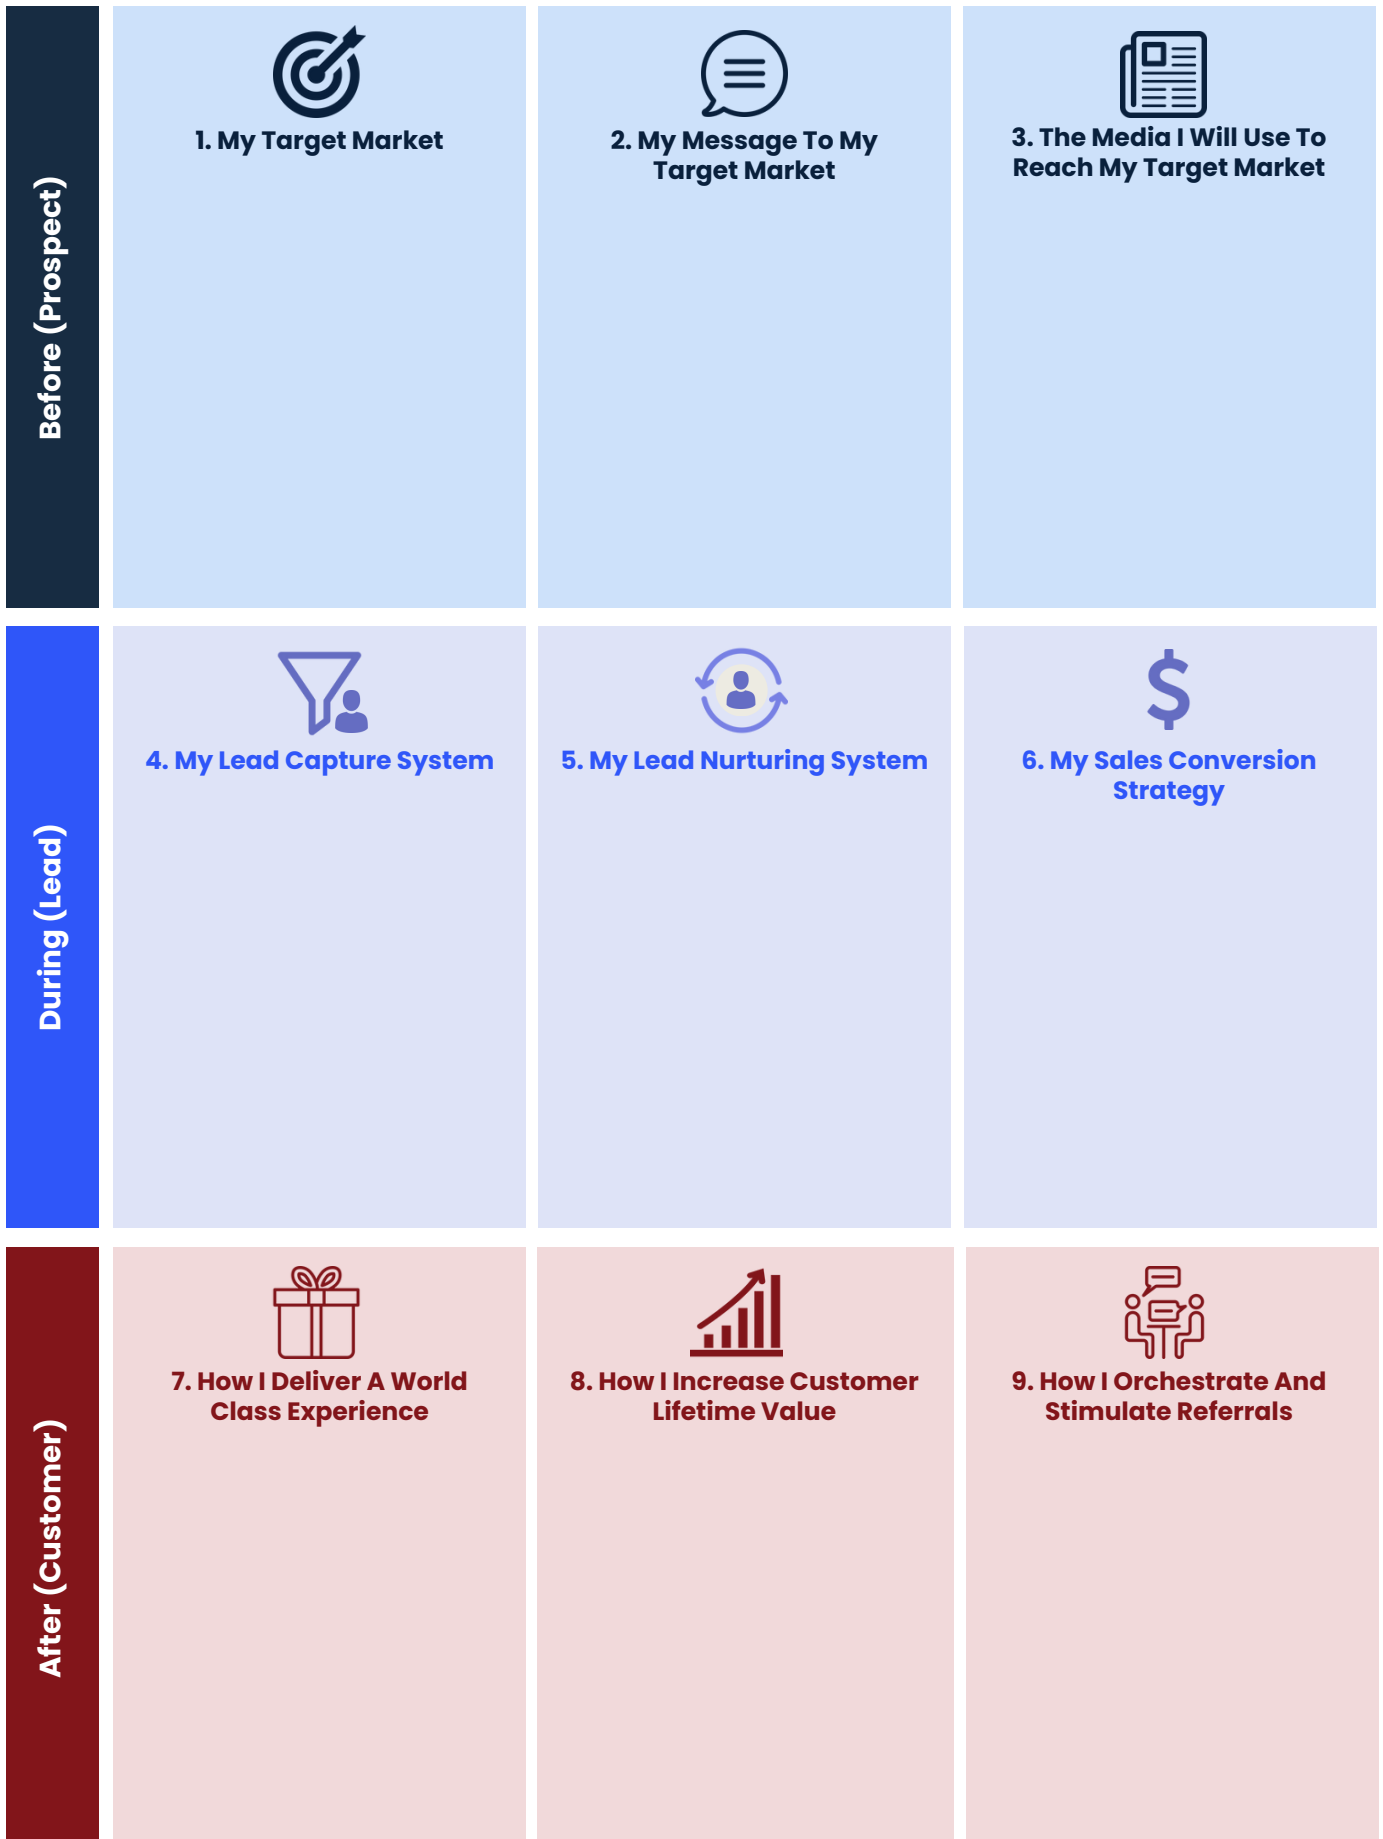 Before (Prospect)
1. My Target Market
2. My Message To My
Target Market
3. The Media I Will Use To
Reach My Target Market
During (Lead)
4. My Lead Capture System
5. My Lead Nurturing System
6. My Sales Conversion
Strategy
After (Customer)
7. How I Deliver A World
Class Experience
8. How I Increase Customer
Lifetime Value
9. How I Orchestrate And
Stimulate Referrals